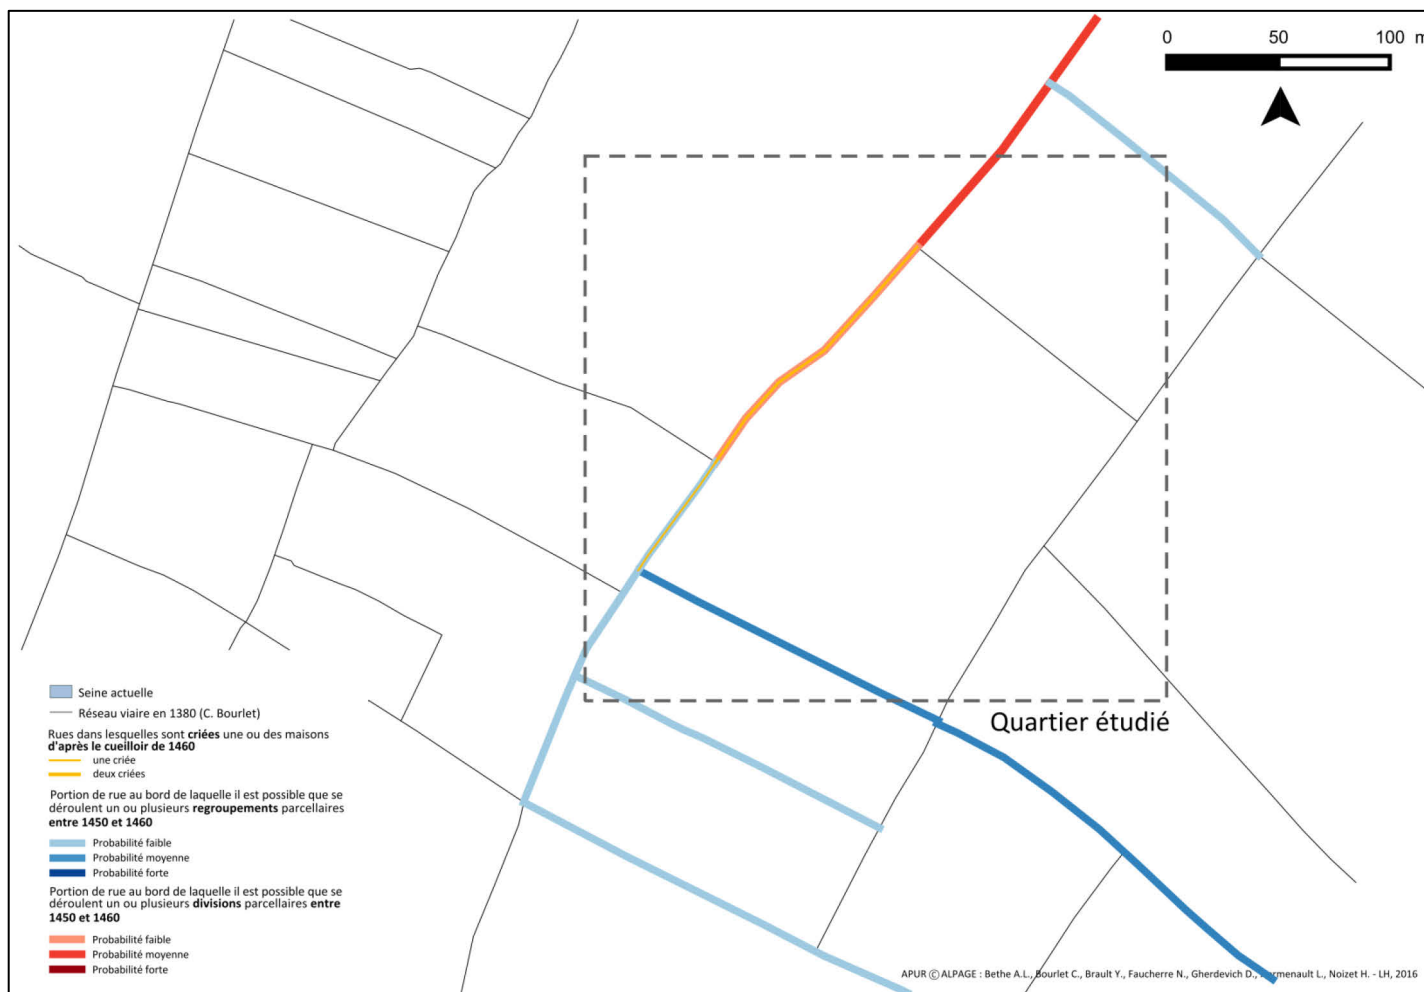 0 50 100 m
Quartier étudié
Seine actuelle
Réseau viaire en 1380 (C. Bourlet)
Rues dans lesquelles sont criées une ou des maisons
d'après le cueilloir de 1460
une criée
deux criées
Portion de rue au bord de laquelle il est possible que se
déroulent un ou plusieurs regroupements parcellaires
entre 1450 et 1460
Probabilité faible
Probabilité moyenne
Probabilité forte
Portion de rue au bord de laquelle il est possible que se
déroulent un ou plusieurs divisions parcellaires entre
1450 et 1460
Probabilité faible
Probabilité moyenne
Probabilité forte
APUR © ALPAGE : Bethe A.L., Bourlet C., Brault Y., Faucherre N., Gherdevich D., Noizet H. - LH, 2016